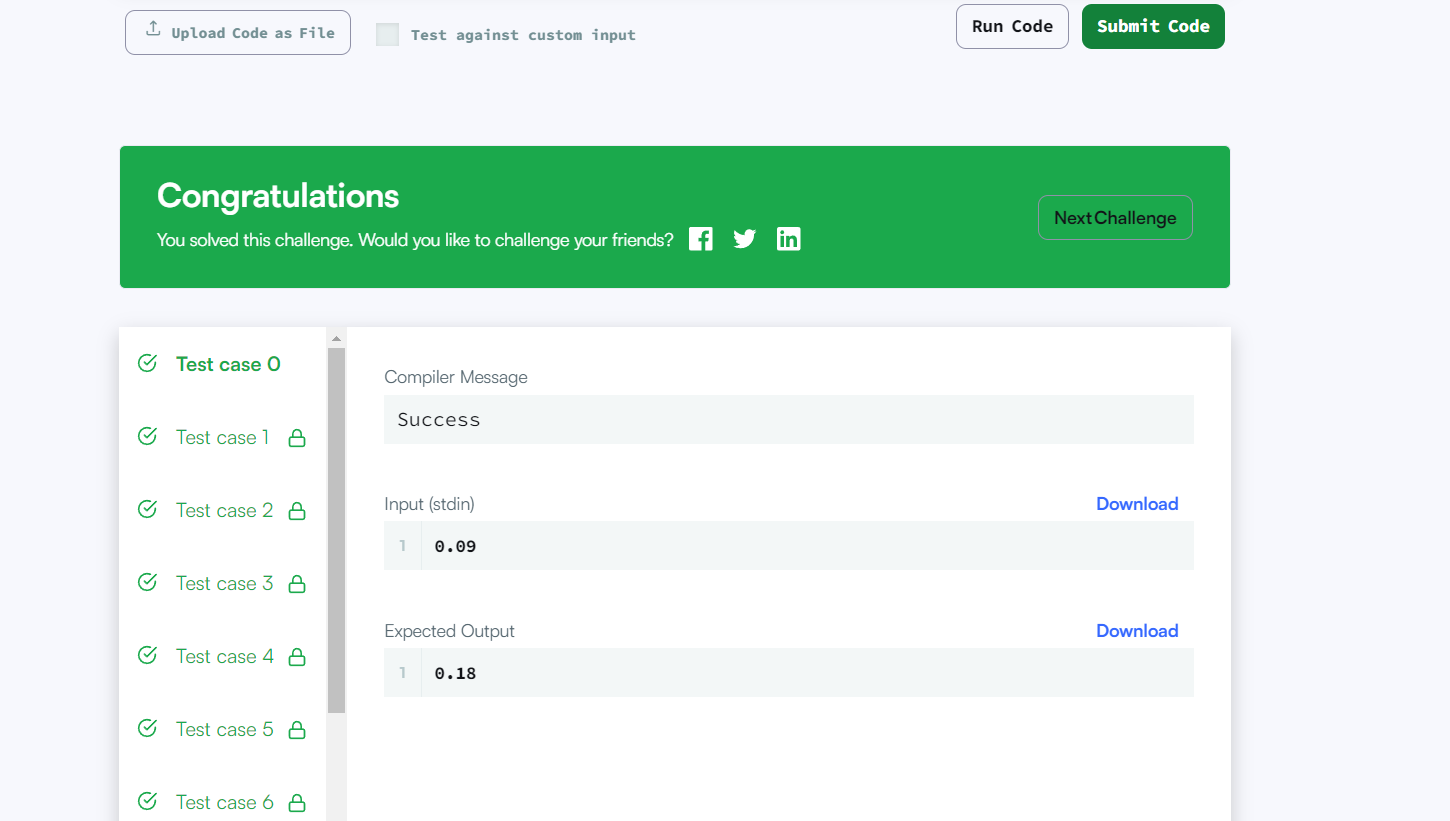 Upload Code as File
Test against custom input
Run Code
Submit Code
Congratulations
You solved this challenge. Would you like to challenge your friends?
Next Challenge
Test case 0
Test case 1
Test case 2
Test case 3
Test case 4
Test case 5
Test case 6
Compiler Message
Success
Input (stdin)
Download
1 0.09
Expected Output
Download
1 0.18